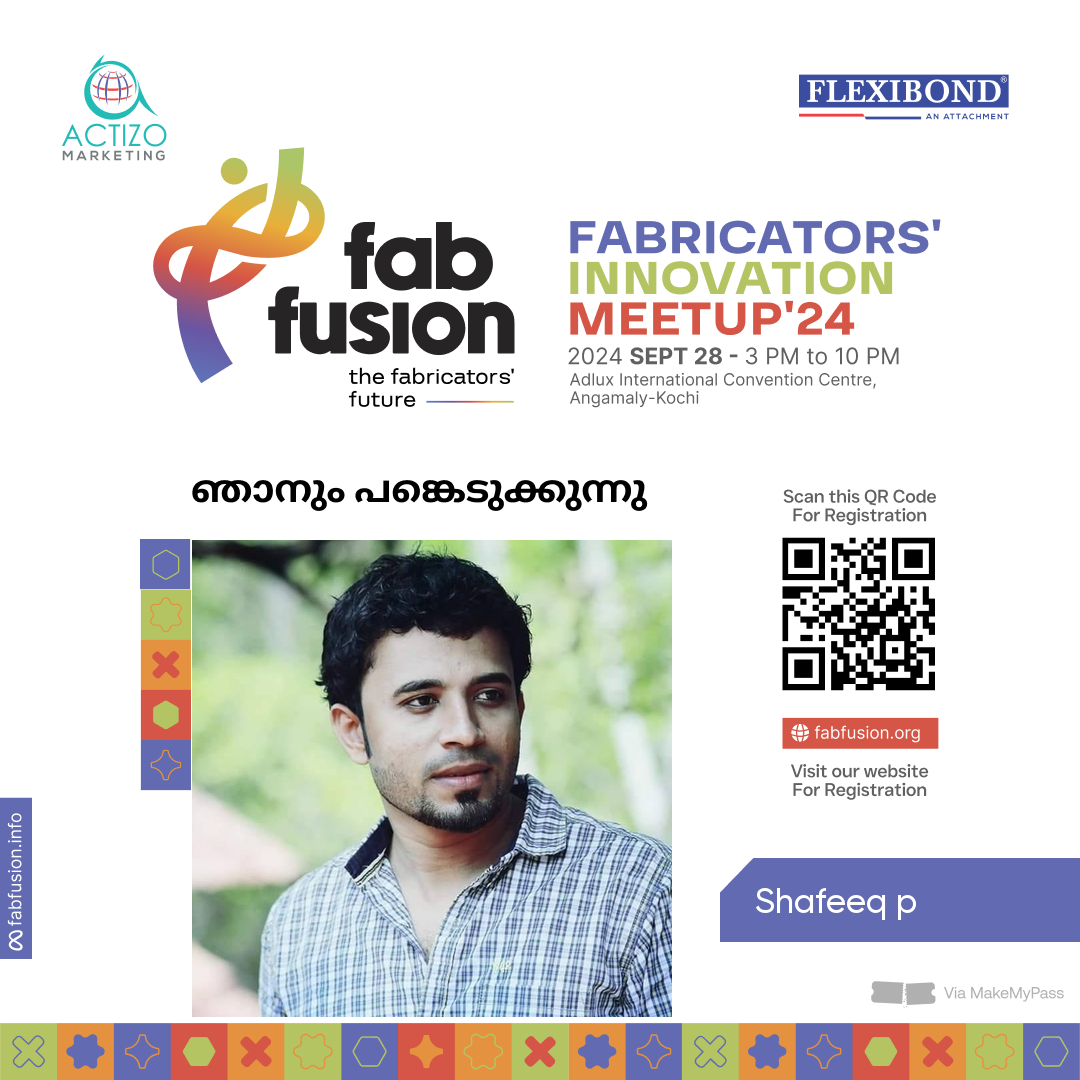 ACTIZO
MARKETING
FLEXIBOND®
AN ATTACHMENT
fab
fusion
the fabricators'
future
FABRICATORS'
INNOVATION
MEETUP'24
2024 SEPT 28 - 3 PM to 10 PM
Adlux International Convention Centre,
Angamaly-Kochi
ഞാനും പങ്കെടുക്കുന്നു
Scan this QR Code
For Registration
fabfusion.org
Visit our website
For Registration
fabfusion.info
Shafeeq p
Via MakeMyPass